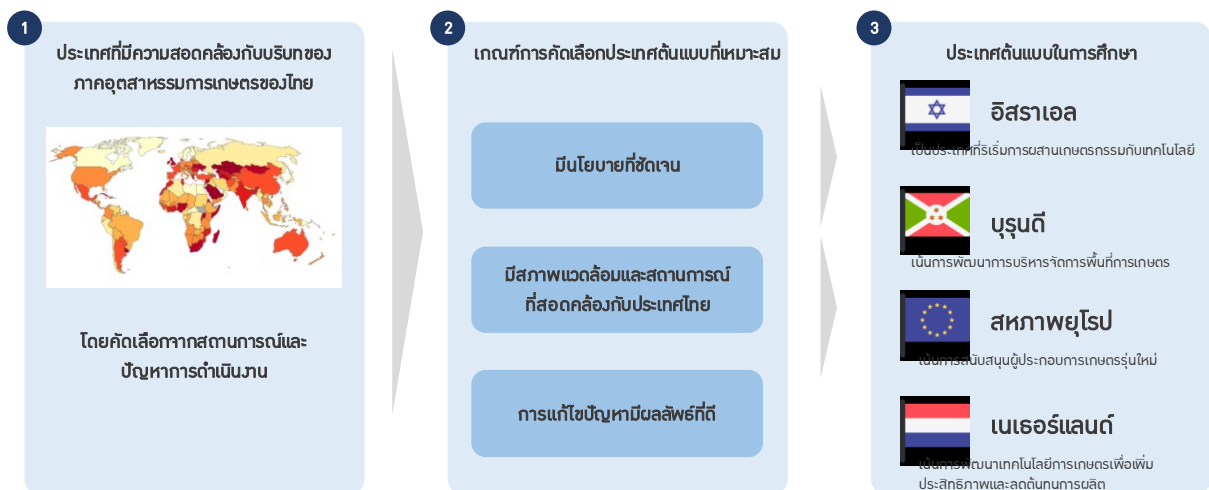 1
ประเทศที่มีความสอดคล้องกับบริบทของ
ภาคอุตสาหรรมการเกษตรของไทย
โดยคัดเลือกจากสถานการณ์และ
ปัญหาการดำเนินงาน
2
เกณฑ์การคัดเลือกประเทศต้นแบบที่เหมาะสม
มีนโยบายที่ชัดเจน
มีสภาพแวดล้อมและสถานการณ์
ที่สอดคล้องกับประเทศไทย
การแก้ไขปัญหามีผลลัพธ์ที่ดี
3
ประเทศต้นแบบในการศึกษา
อิสราเอล
เป็นประเทศที่ริเริ่มการผสานเกษตรกรรมกับเทคโนโลยี
บุรุนดี
เน้นการพัฒนาการบริหารจัดการพื้นที่การเกษตร
สหภาพยุโรป
เน้นการสนับสนุนผู้ประกอบการเกษตรรุ่นใหม่
เนเธอร์แลนด์
เน้นการพัฒนาเทคโนโลยีการเกษตรเพื่อเพิ่ม
ประสิทธิภาพและลดต้นทุนการผลิต